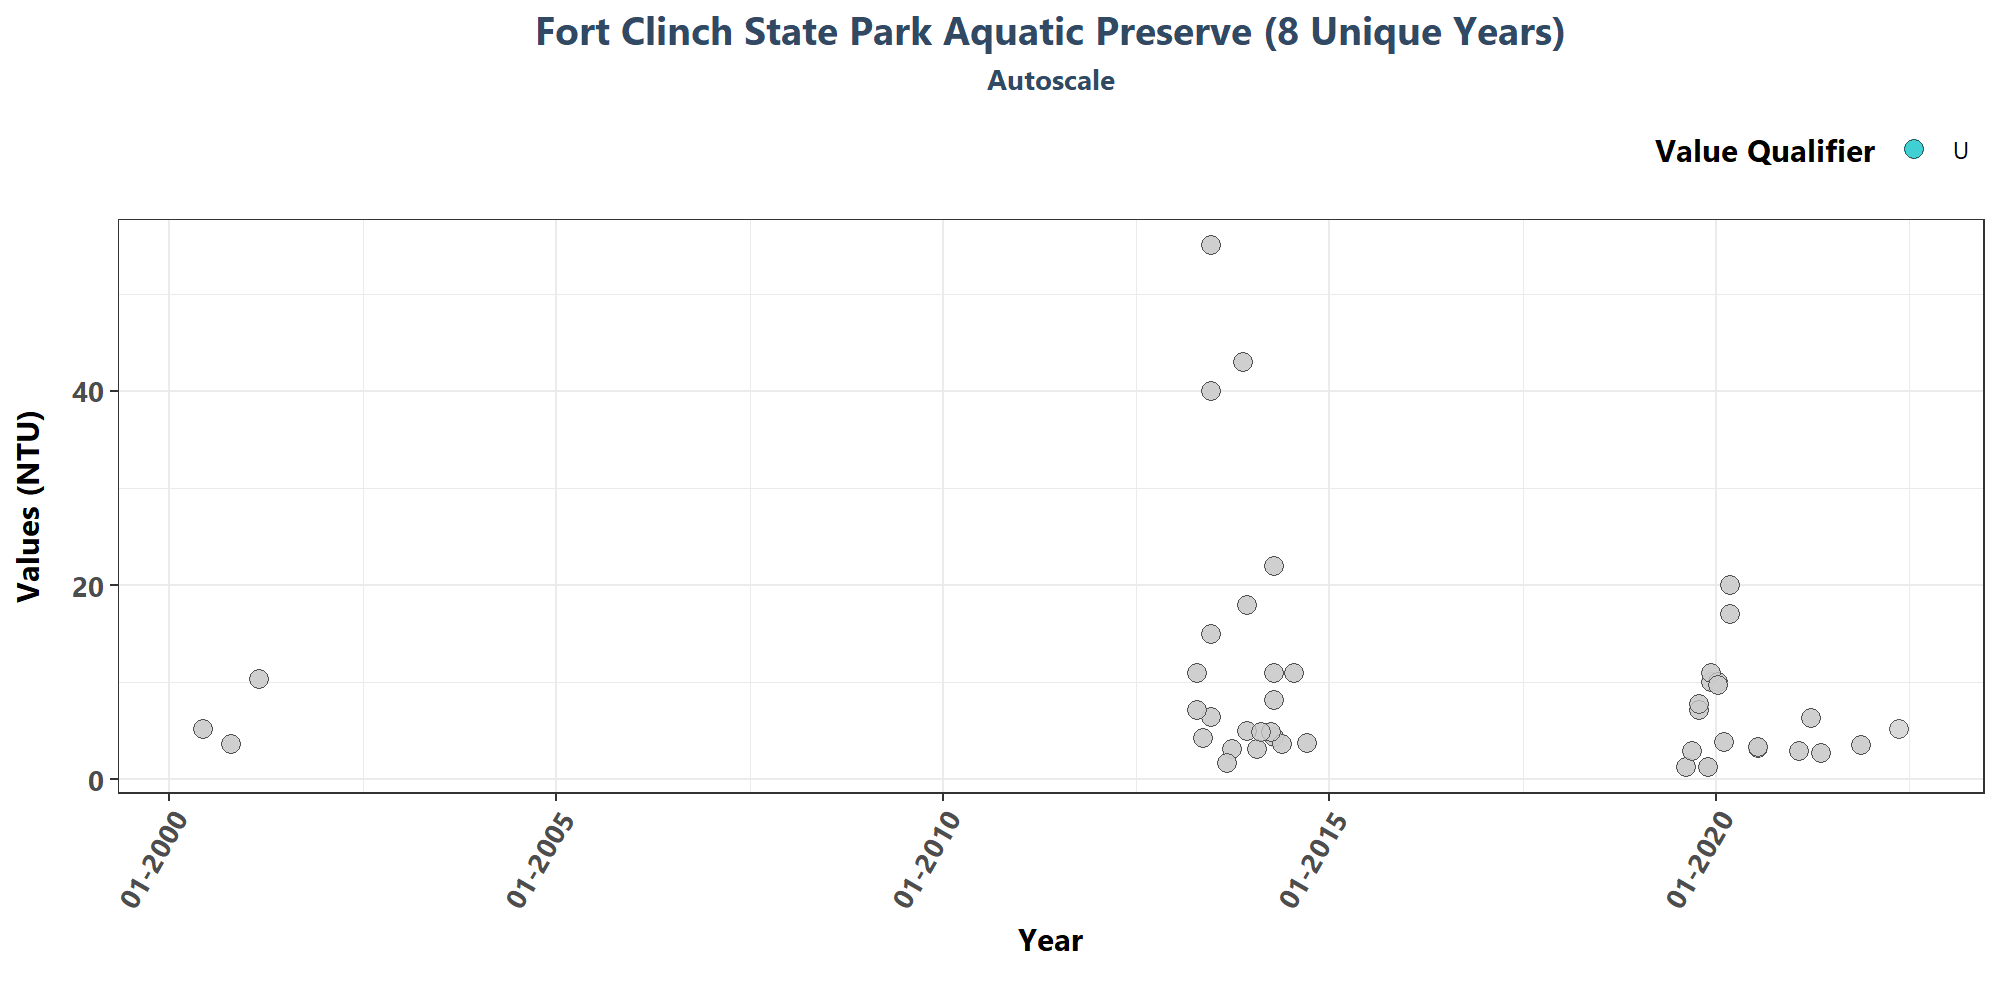 Fort Clinch State Park Aquatic Preserve (8 Unique Years)
Autoscale
Value Qualifier U
Values (NTU)
40
20
0
01-2000
01-2005
01-2010
01-2015
01-2020
Year